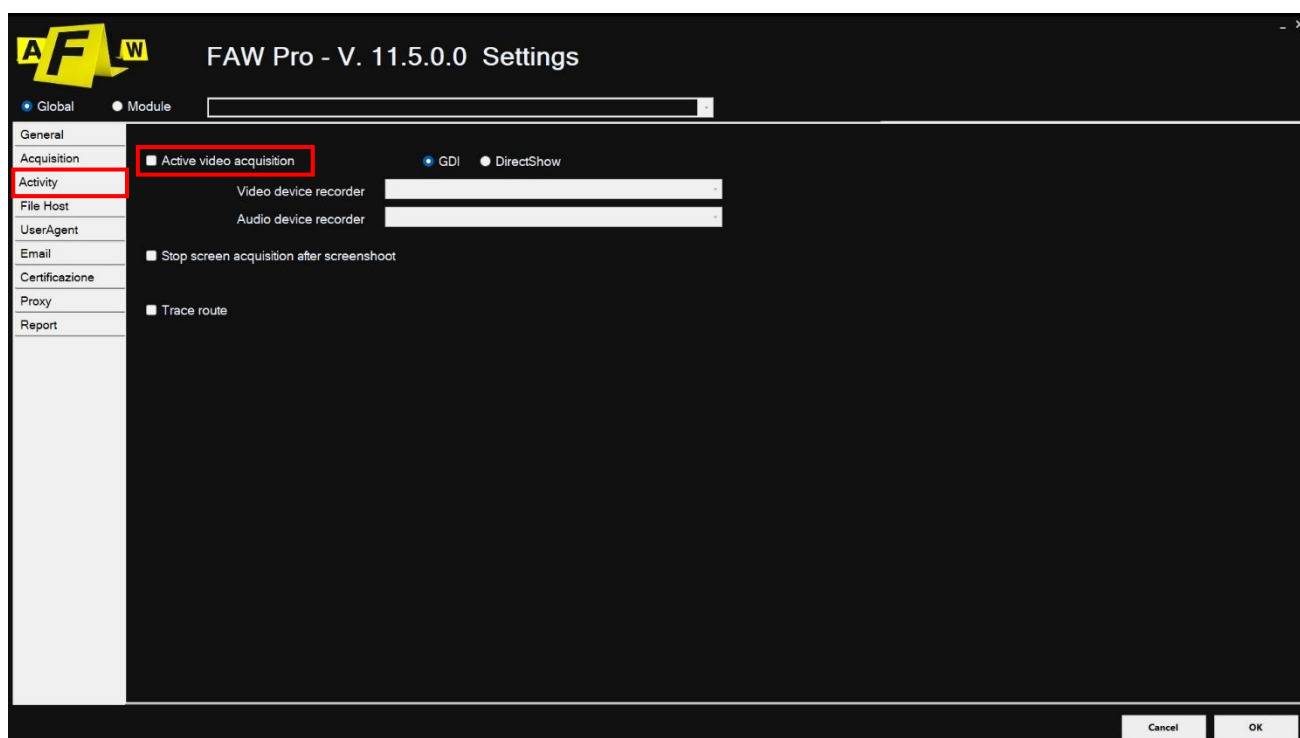 A F W
FAW Pro - V. 11.5.0.0 Settings
Global Module
General
Acquisition
Active video acquisition GDI DirectShow
Activity
Video device recorder
File Host
Audio device recorder
UserAgent
Email
Stop screen acquisition after screenshoot
Certificazione
Proxy
Trace route
Report
Cancel OK